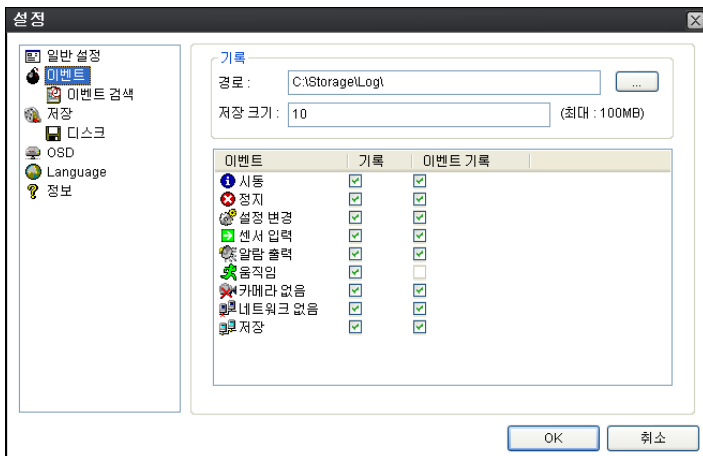 설정
일반 설정
이벤트
이벤트 검색
저장
디스크
OSD
Language
정보
기록
경로 : C:\Storage\Log\ ...
저장 크기 : 10 (최대 : 100MB)
이벤트 기록 이벤트 기록
시동
정지
설정 변경
센서 입력
알람 출력
움직임
카메라 없음
네트워크 없음
저장
OK 취소